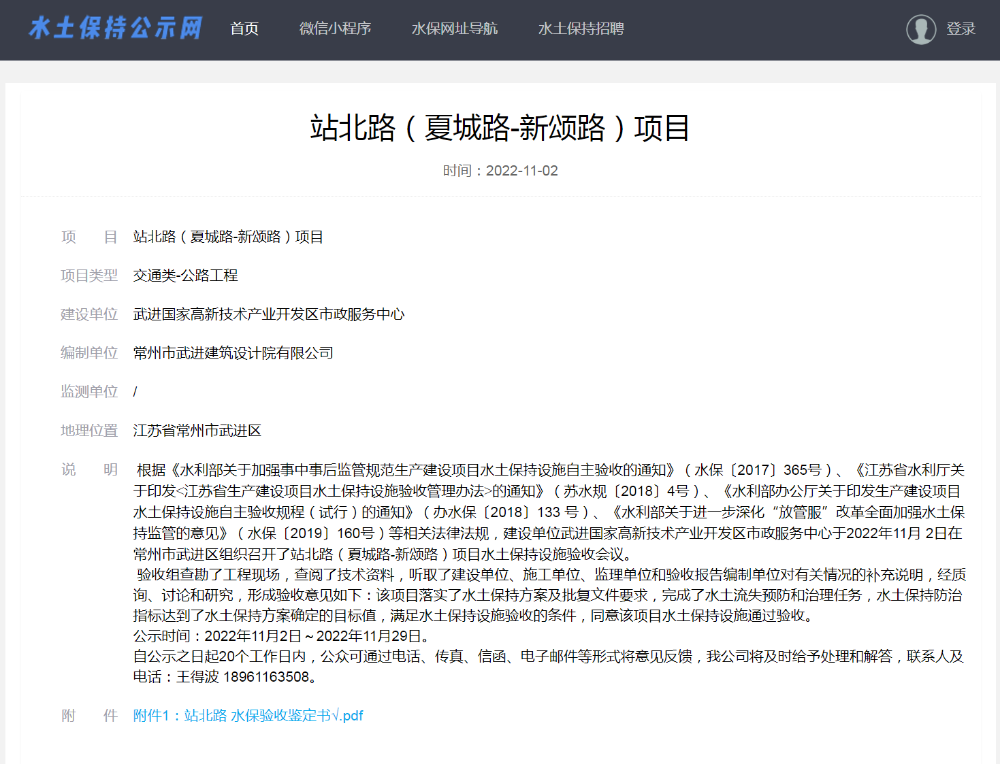 水土保持公示网 首页 微信小程序 水保网址导航 水土保持招聘 登录
站北路（夏城路-新颂路）项目
时间：2022-11-02
项 目 站北路（夏城路-新颂路）项目
项目类型 交通类-公路工程
建设单位 武进国家高新技术产业开发区市政服务中心
编制单位 常州市武进建筑设计院有限公司
监测单位 /
地理位置 江苏省常州市武进区
说 明 根据《水利部关于加强事中事后监管规范生产建设项目水土保持设施自主验收的通知》（水保〔2017〕365号）、《江苏省水利厅关
于印发<江苏省生产建设项目水土保持设施验收管理办法>的通知》（苏水规〔2018〕4号）、《水利部办公厅关于印发生产建设项目
水土保持设施自主验收规程（试行）的通知》（办水保〔2018〕133 号）、《水利部关于进一步深化“放管服”改革全面加强水土保
持监管的意见》（水保〔2019〕160号）等相关法律法规，建设单位武进国家高新技术产业开发区市政服务中心于2022年11月 2日在
常州市武进区组织召开了站北路（夏城路-新颂路）项目水土保持设施验收会议。
验收组查勘了工程现场，查阅了技术资料，听取了建设单位、施工单位、监理单位和验收报告编制单位对有关情况的补充说明，经质
询、讨论和研究，形成验收意见如下：该项目落实了水土保持方案及批复文件要求，完成了水土流失预防和治理任务，水土保持防治
指标达到了水土保持方案确定的目标值，满足水土保持设施验收的条件，同意该项目水土保持设施通过验收。
公示时间：2022年11月2日～2022年11月29日。
自公示之日起20个工作日内，公众可通过电话、传真、信函、电子邮件等形式将意见反馈，我公司将及时给予处理和解答，联系人及
电话：王得波 18961163508。
附 件 附件1：站北路 水保验收鉴定书√.pdf